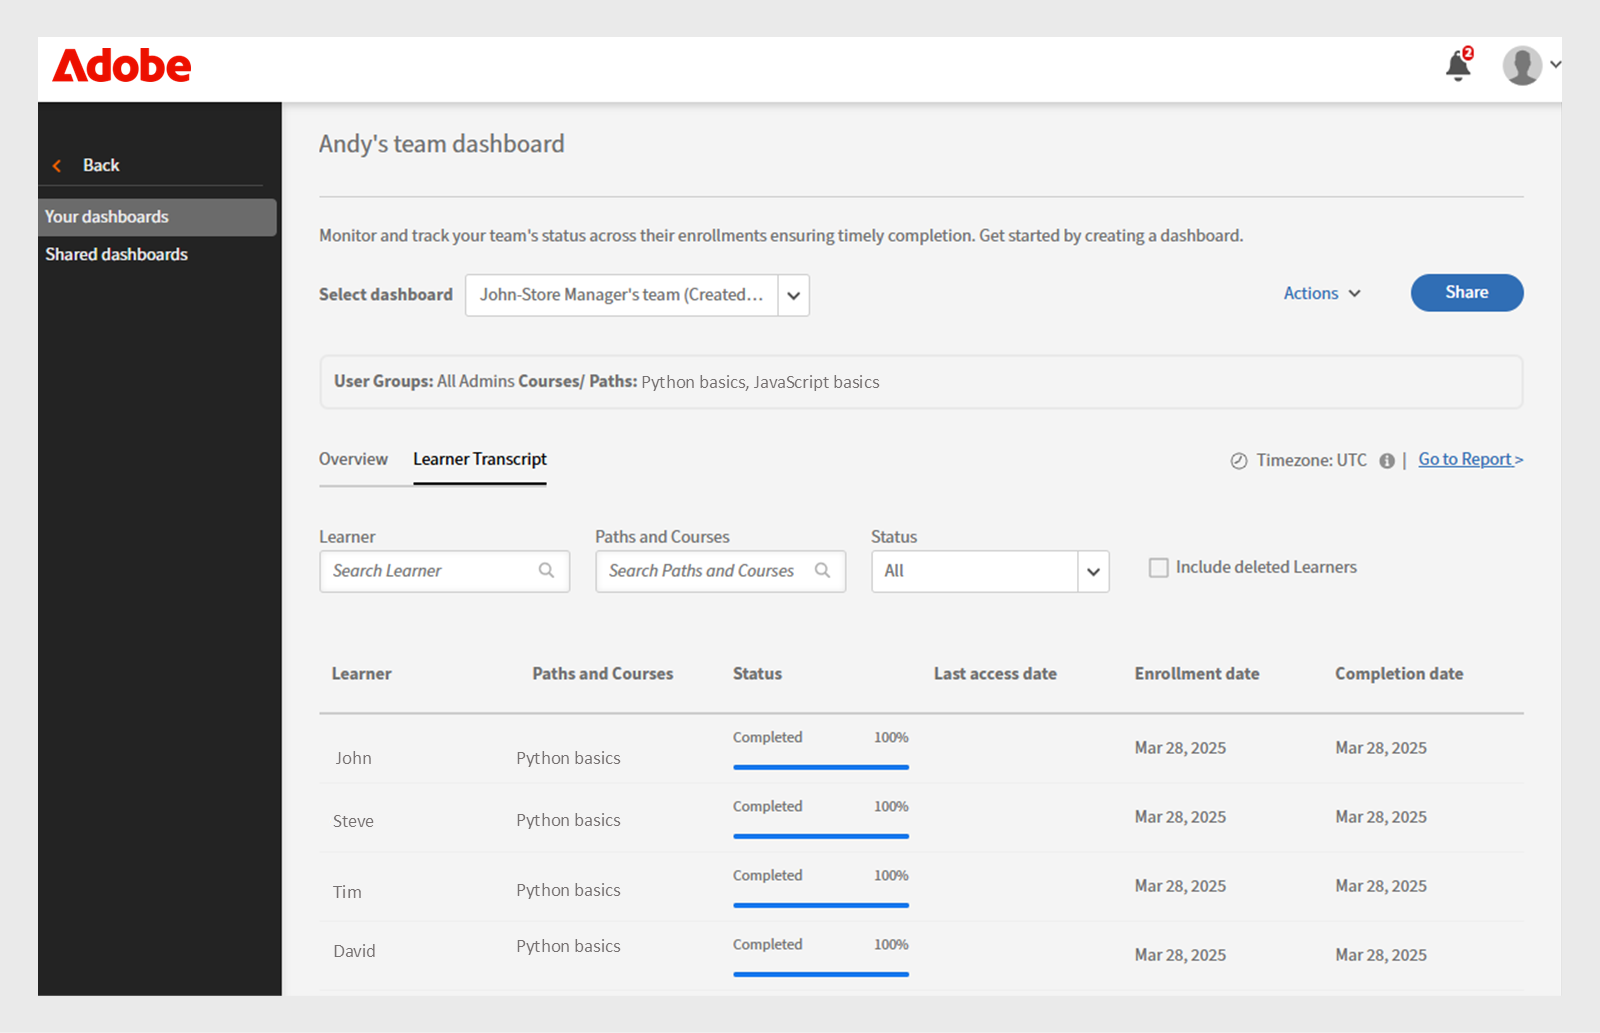 Adobe
2
Back
Your dashboards
Shared dashboards
Andy's team dashboard
Monitor and track your team's status across their enrollments ensuring timely completion. Get started by creating a dashboard.
Select dashboard John-Store Manager's team (Created... Actions Share
User Groups: All Admins Courses/ Paths: Python basics, JavaScript basics
Overview Learner Transcript Timezone: UTC | Go to Report >
Learner Paths and Courses Status
Search Learner Search Paths and Courses All Include deleted Learners
Learner Paths and Courses Status Last access date Enrollment date Completion date
John Python basics Completed 100% Mar 28, 2025 Mar 28, 2025
Steve Python basics Completed 100% Mar 28, 2025 Mar 28, 2025
Tim Python basics Completed 100% Mar 28, 2025 Mar 28, 2025
David Python basics Completed 100% Mar 28, 2025 Mar 28, 2025